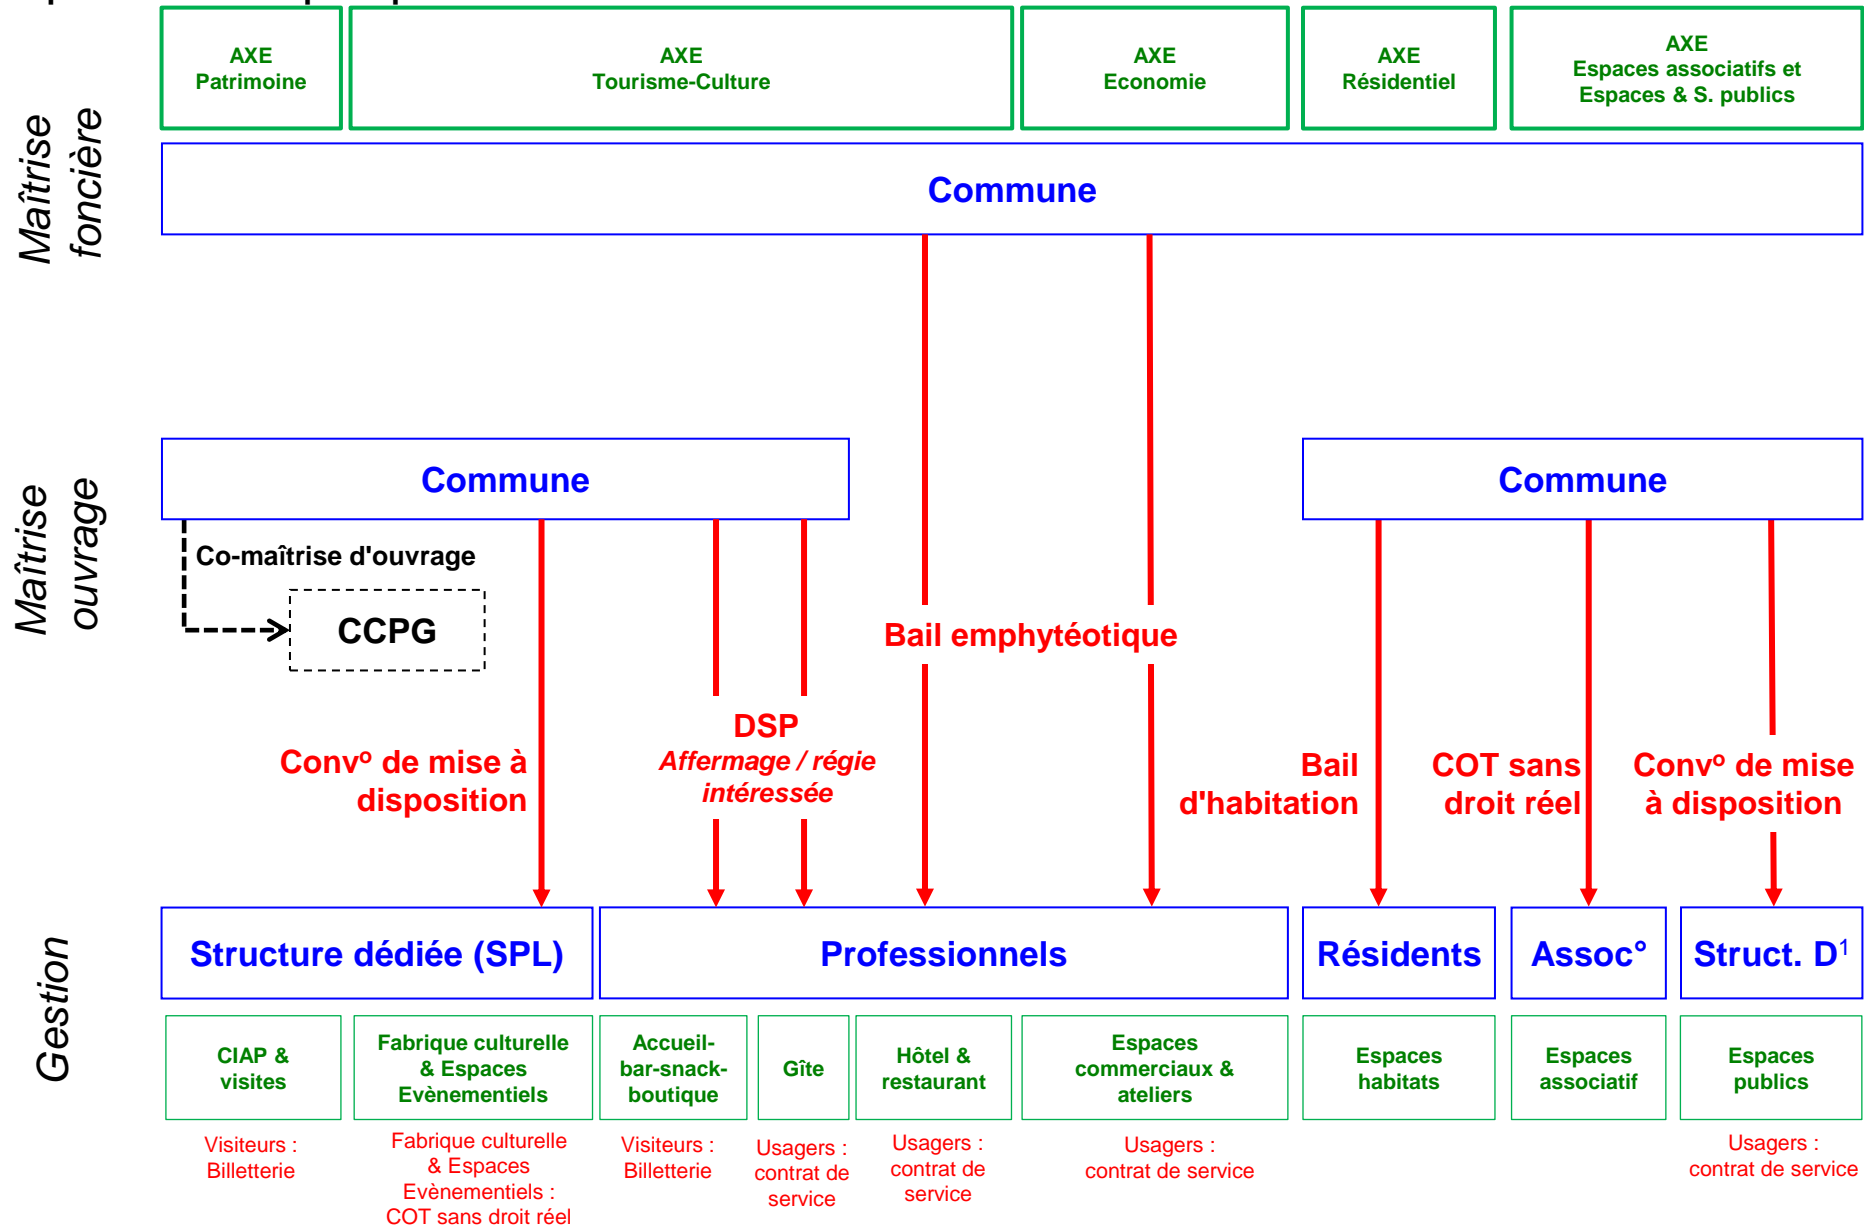 AXE
Patrimoine
AXE
Tourisme-Culture
AXE
Economie
AXE
Résidentiel
AXE
Espaces associatifs et
Espaces & S. publics
Maîtrise
foncière
Commune
Maîtrise
ouvrage
Commune
Commune
Co-maîtrise d'ouvrage
CCPG
Bail emphytéotique
DSP
Affermage / régie
intéressée
Convº de mise à
disposition
Bail
d'habitation
COT sans
droit réel
Convº de mise
à disposition
Gestion
Structure dédiée (SPL)
Professionnels
Résidents
Assoc°
Struct. D¹
CIAP &
visites
Fabrique culturelle
& Espaces
Evènementiels
Accueil-
bar-snack-
boutique
Gîte
Hôtel &
restaurant
Espaces
commerciaux &
ateliers
Espaces
habitats
Espaces
associatif
Espaces
publics
Visiteurs :
Billetterie
Fabrique culturelle
& Espaces
Evènementiels :
COT sans droit réel
Visiteurs :
Billetterie
Usagers :
contrat de
service
Usagers :
contrat de
service
Usagers :
contrat de service
Usagers :
contrat de service